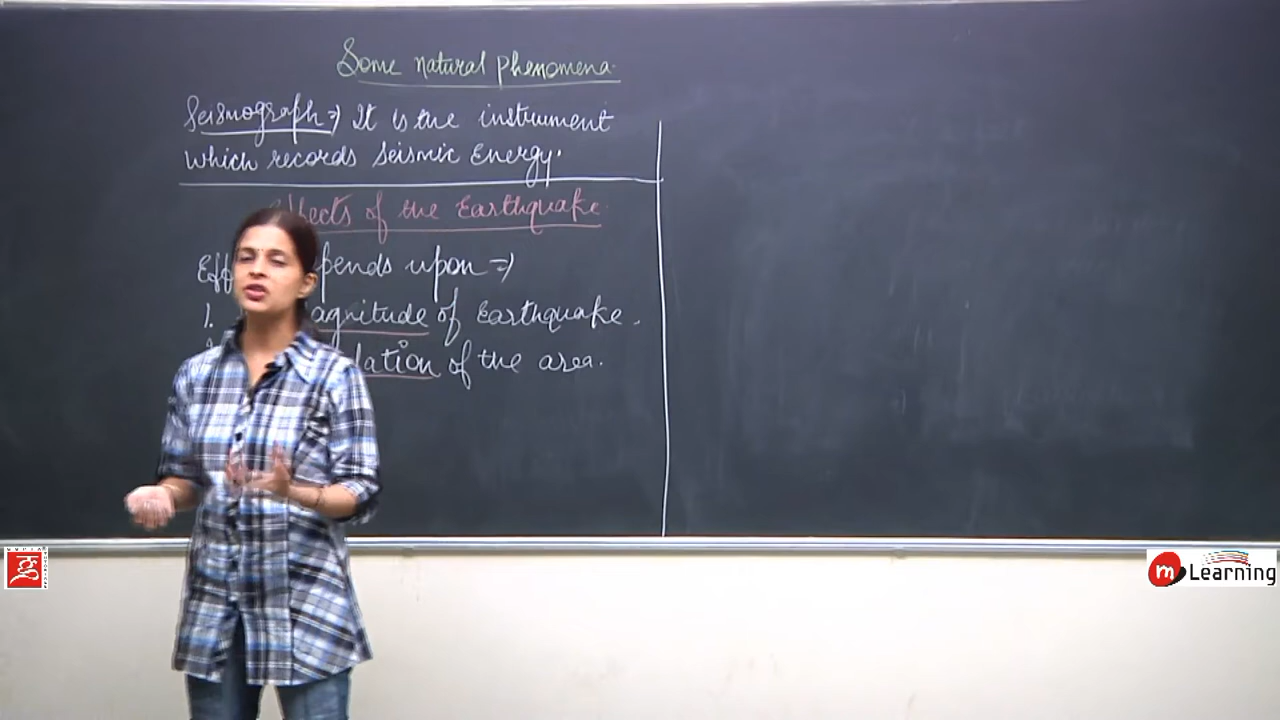 Some natural phenomena.
Seismograph ⇒ It is the instrument
which records seismic Energy.
of the Earthquake
upon ⇒
1. of Earthquake.
of the area.
m Learning